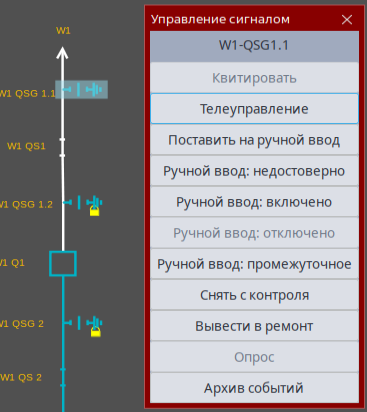 W1
W1 QSG 1.1
W1 QS1
W1 QSG 1.2
W1 Q1
W1 QSG 2
W1 QS 2
Управление сигналом
W1-QSG1.1
Квитировать
Телеуправление
Поставить на ручной ввод
Ручной ввод: недостоверно
Ручной ввод: включено
Ручной ввод: отключено
Ручной ввод: промежуточное
Снять с контроля
Вывести в ремонт
Опрос
Архив событий